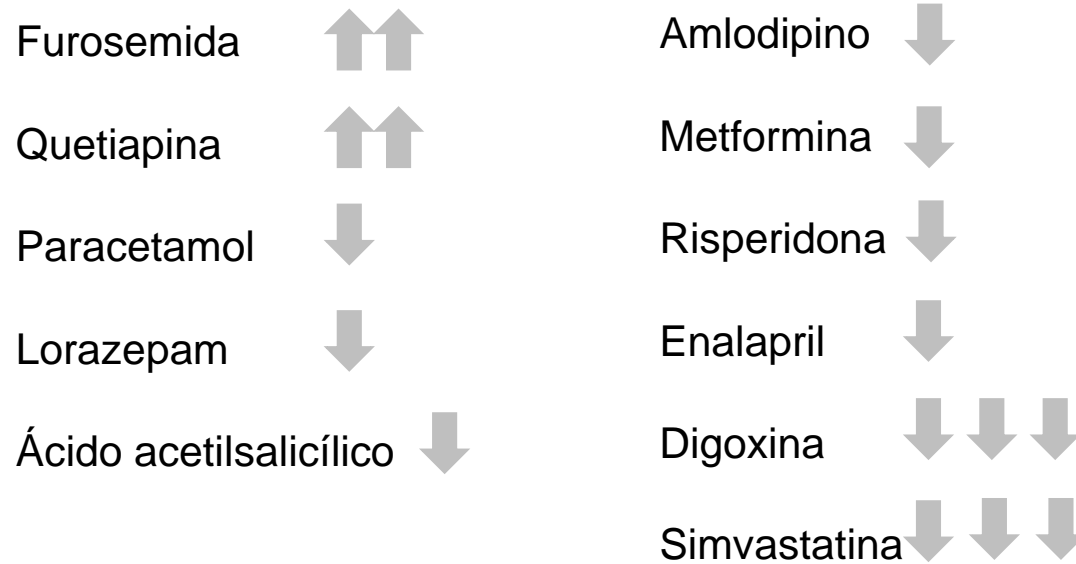 Furosemida
Quetiapina
Paracetamol
Lorazepam
Ácido acetilsalicílico
Amlodipino
Metformina
Risperidona
Enalapril
Digoxina
Simvastatina